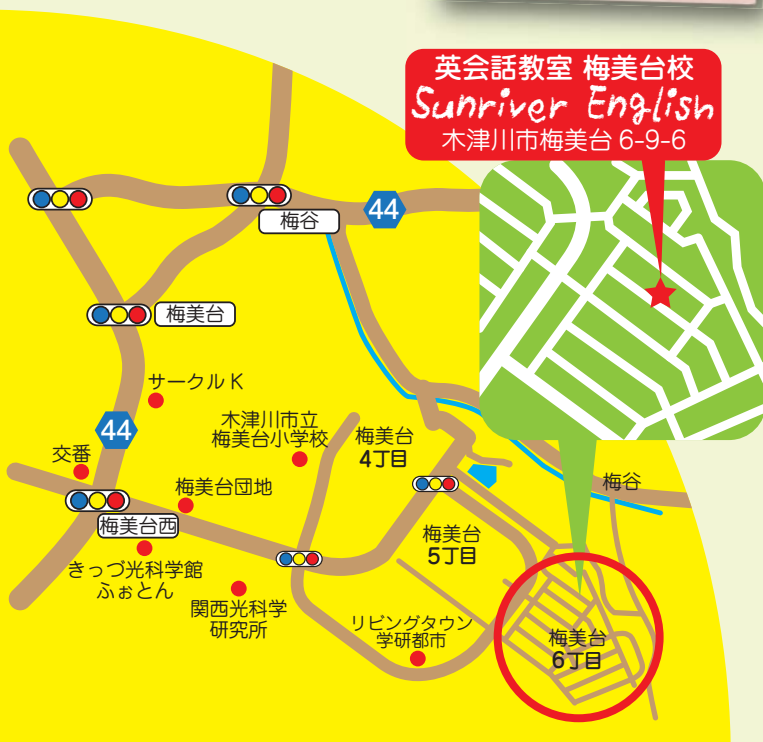 英会話教室 梅美台校
Sunriver English
木津川市梅美台 6-9-6
梅谷
44
梅美台
サークルK
44
木津川市立
梅美台小学校
梅美台
4丁目
交番
梅美台団地
梅美台西
梅谷
梅美台
5丁目
きっづ光科学館
ふぉとん
関西光科学
研究所
リビングタウン
学研都市
梅美台
6丁目